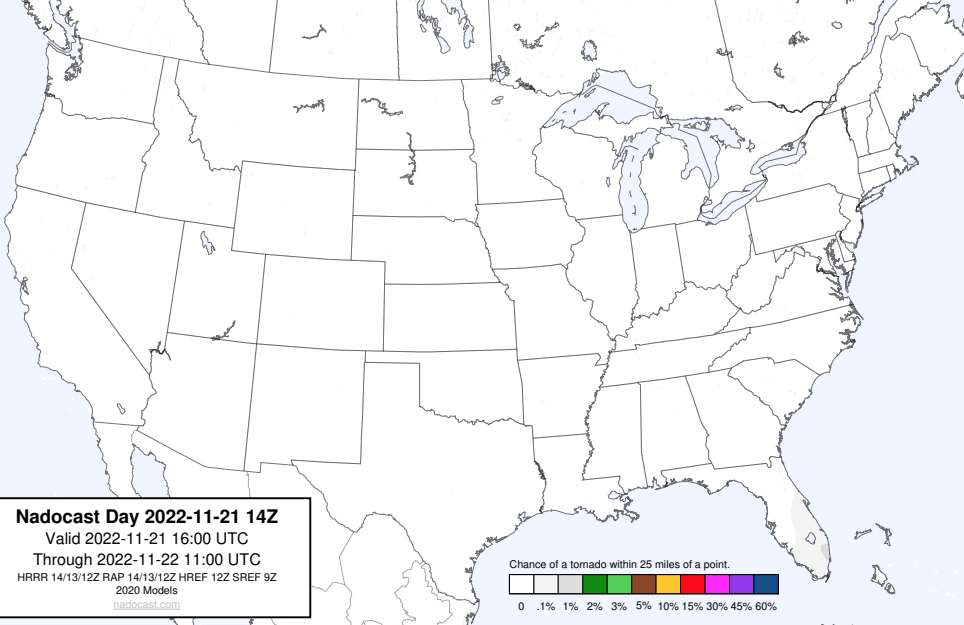 Nadocast Day 2022-11-21 14Z
Valid 2022-11-21 16:00 UTC
Through 2022-11-22 11:00 UTC
HRRR 14/13/12Z RAP 14/13/12Z HREF 12Z SREF 9Z
2020 Models
nadocast.com
Chance of a tornado within 25 miles of a point.
0 .1% 1% 2% 3% 5% 10% 15% 30% 45% 60%